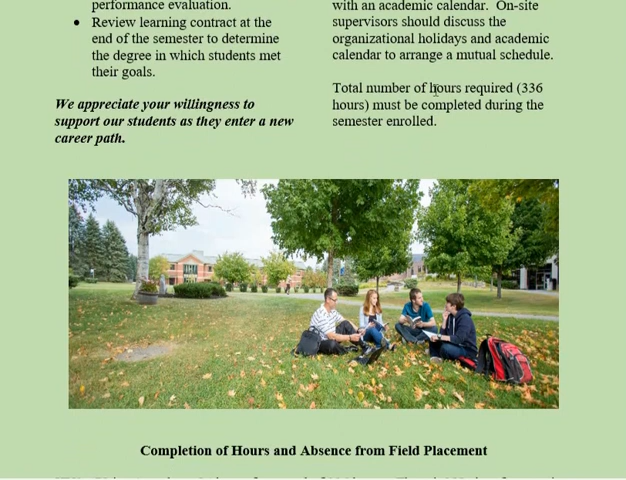 performance evaluation.
• Review learning contract at the
end of the semester to determine
the degree in which students met
their goals.
We appreciate your willingness to
support our students as they enter a new
career path.
with an academic calendar. On-site
supervisors should discuss the
organizational holidays and academic
calendar to arrange a mutual schedule.
Total number of hours required (336
hours) must be completed during the
semester enrolled.
Completion of Hours and Absence from Field Placement